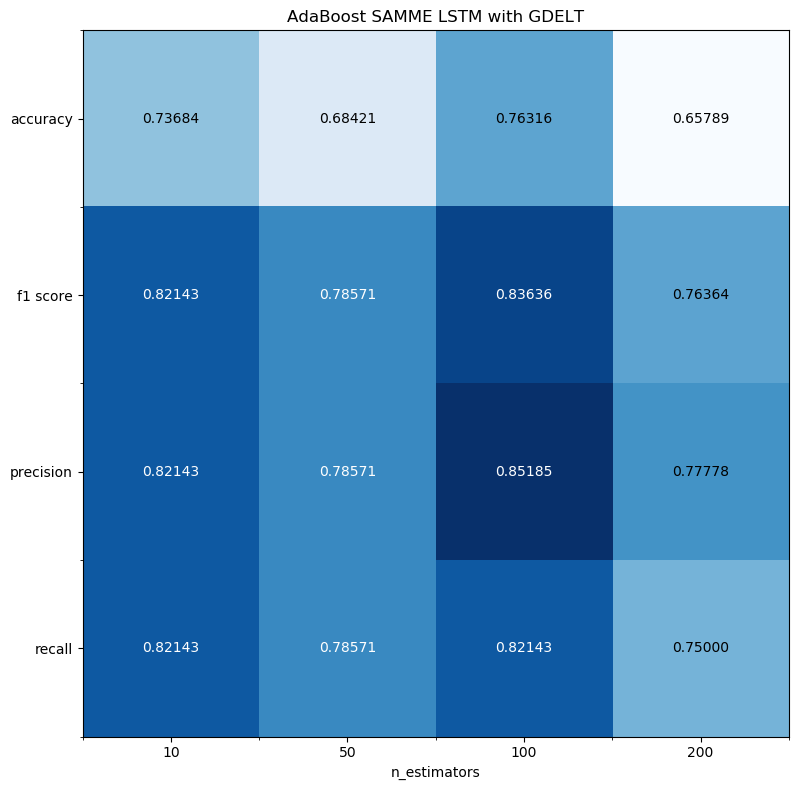 AdaBoost SAMME LSTM with GDELT
accuracy 0.73684 0.68421 0.76316 0.65789
f1 score 0.82143 0.78571 0.83636 0.76364
precision 0.82143 0.78571 0.85185 0.77778
recall 0.82143 0.78571 0.82143 0.75000
10 50 100 200
n_estimators